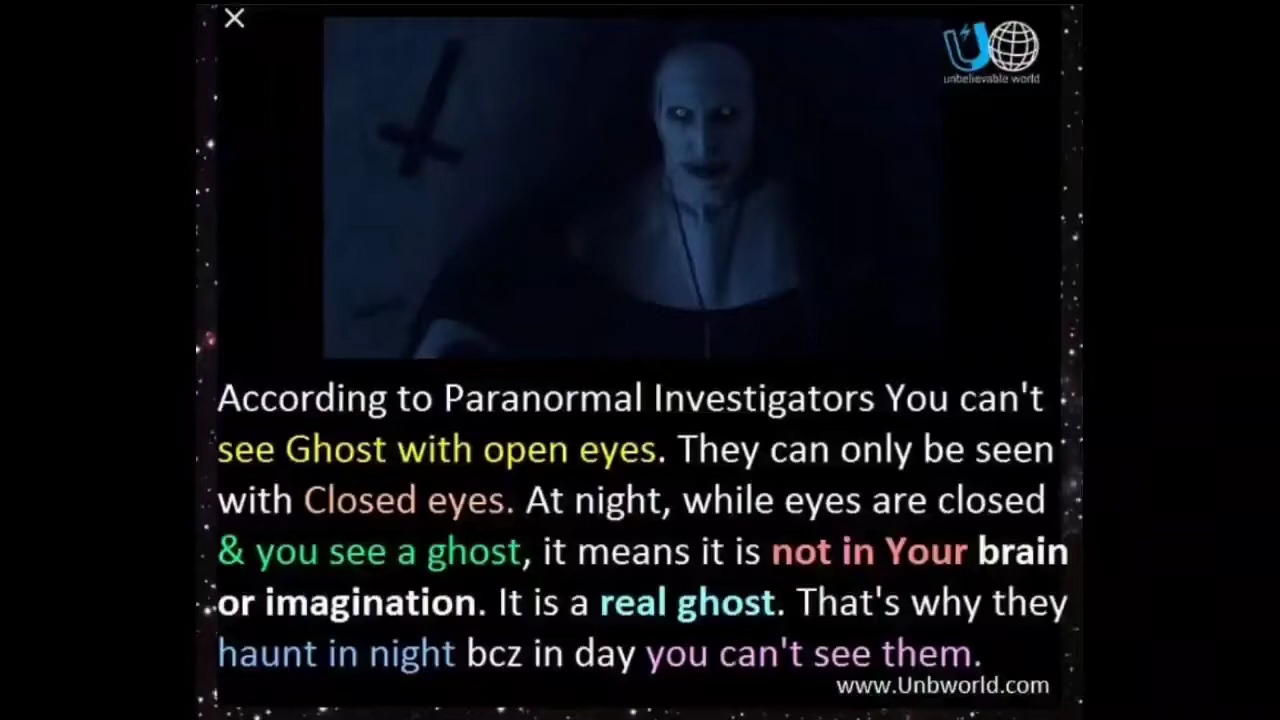 unbelievable world
According to Paranormal Investigators You can't
see Ghost with open eyes. They can only be seen
with Closed eyes. At night, while eyes are closed
& you see a ghost, it means it is not in Your brain
or imagination. It is a real ghost. That's why they
haunt in night bcz in day you can't see them.
www.Unbworld.com